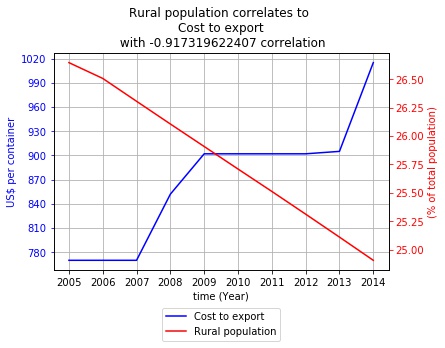 Rural population correlates to
Cost to export
with -0.917319622407 correlation
1020
990
960
930
900
870
840
810
780
US$ per container
26.50
26.25
26.00
25.75
25.50
25.25
25.00
(% of total population)
2005 2006 2007 2008 2009 2010 2011 2012 2013 2014
time (Year)
Cost to export
Rural population